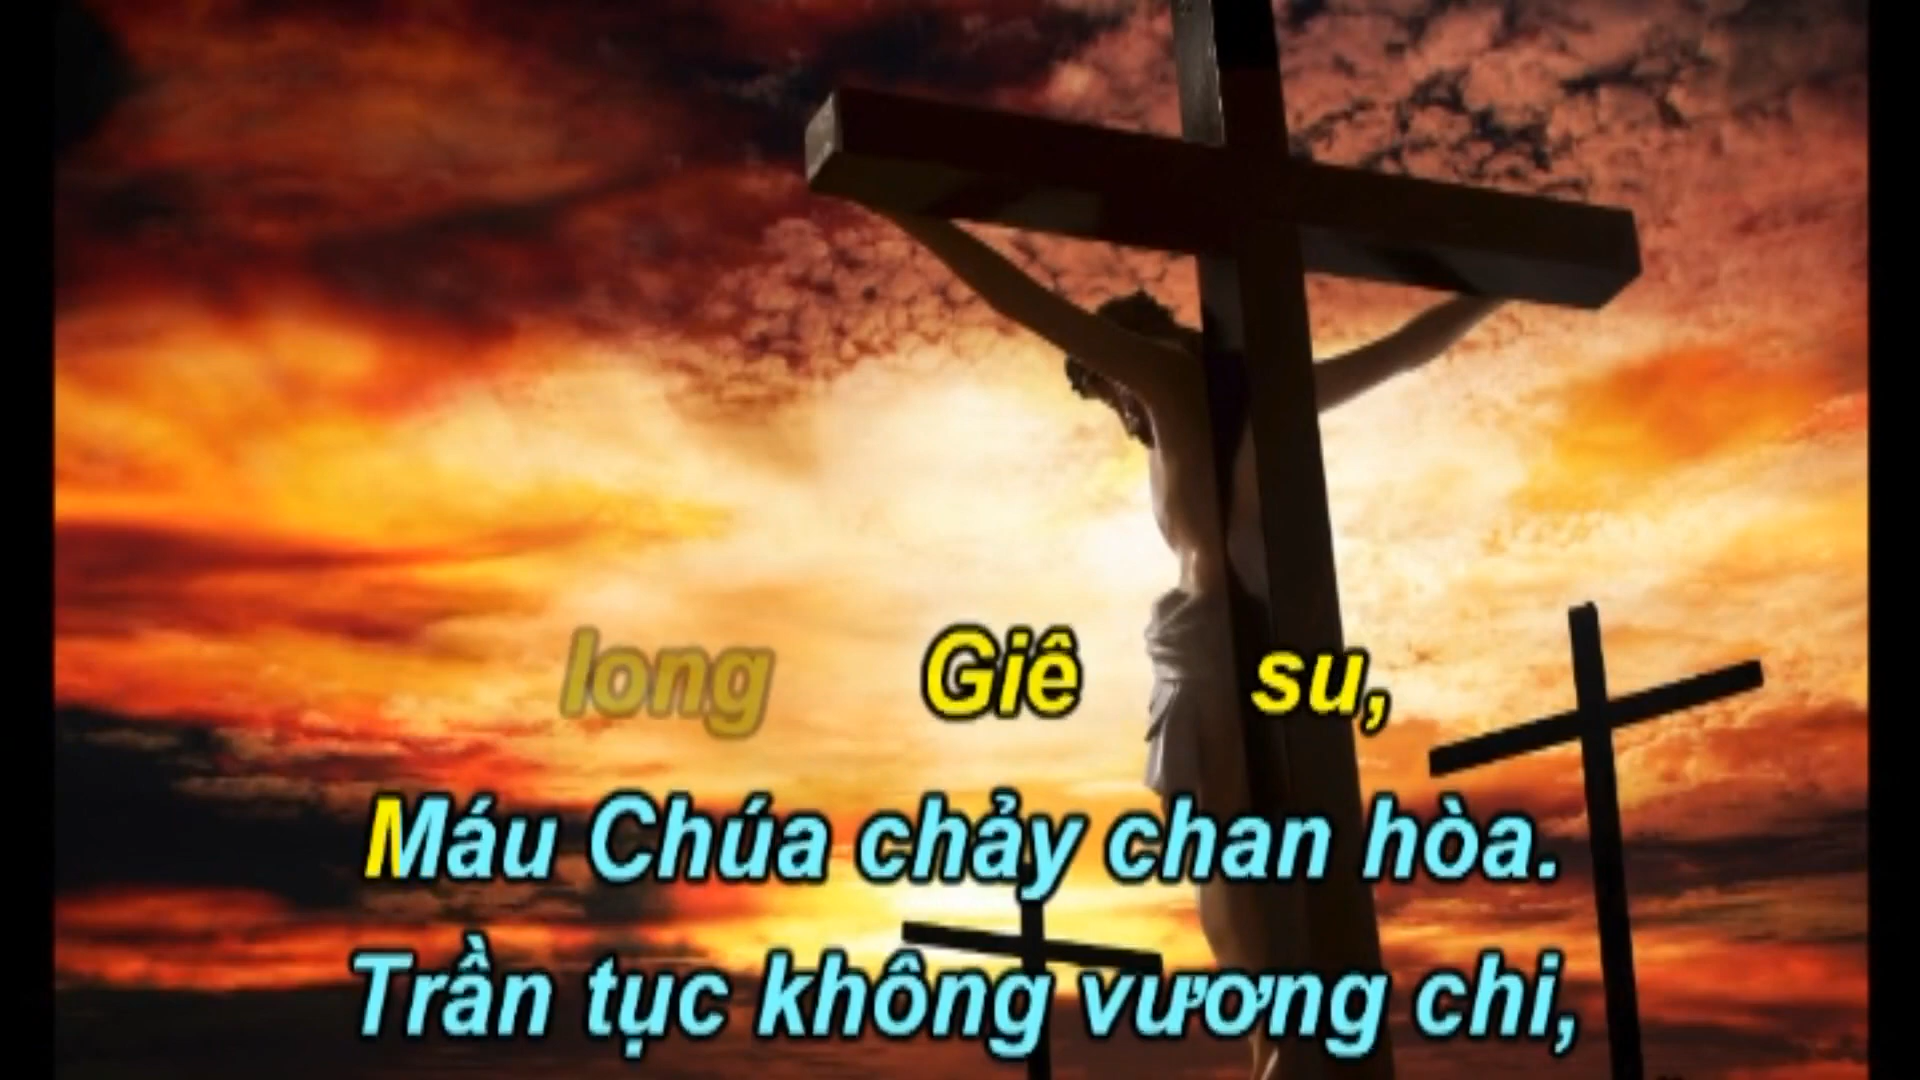 long Giê su,
Máu Chúa chảy chan hòa.
Trần tục không vương chi,